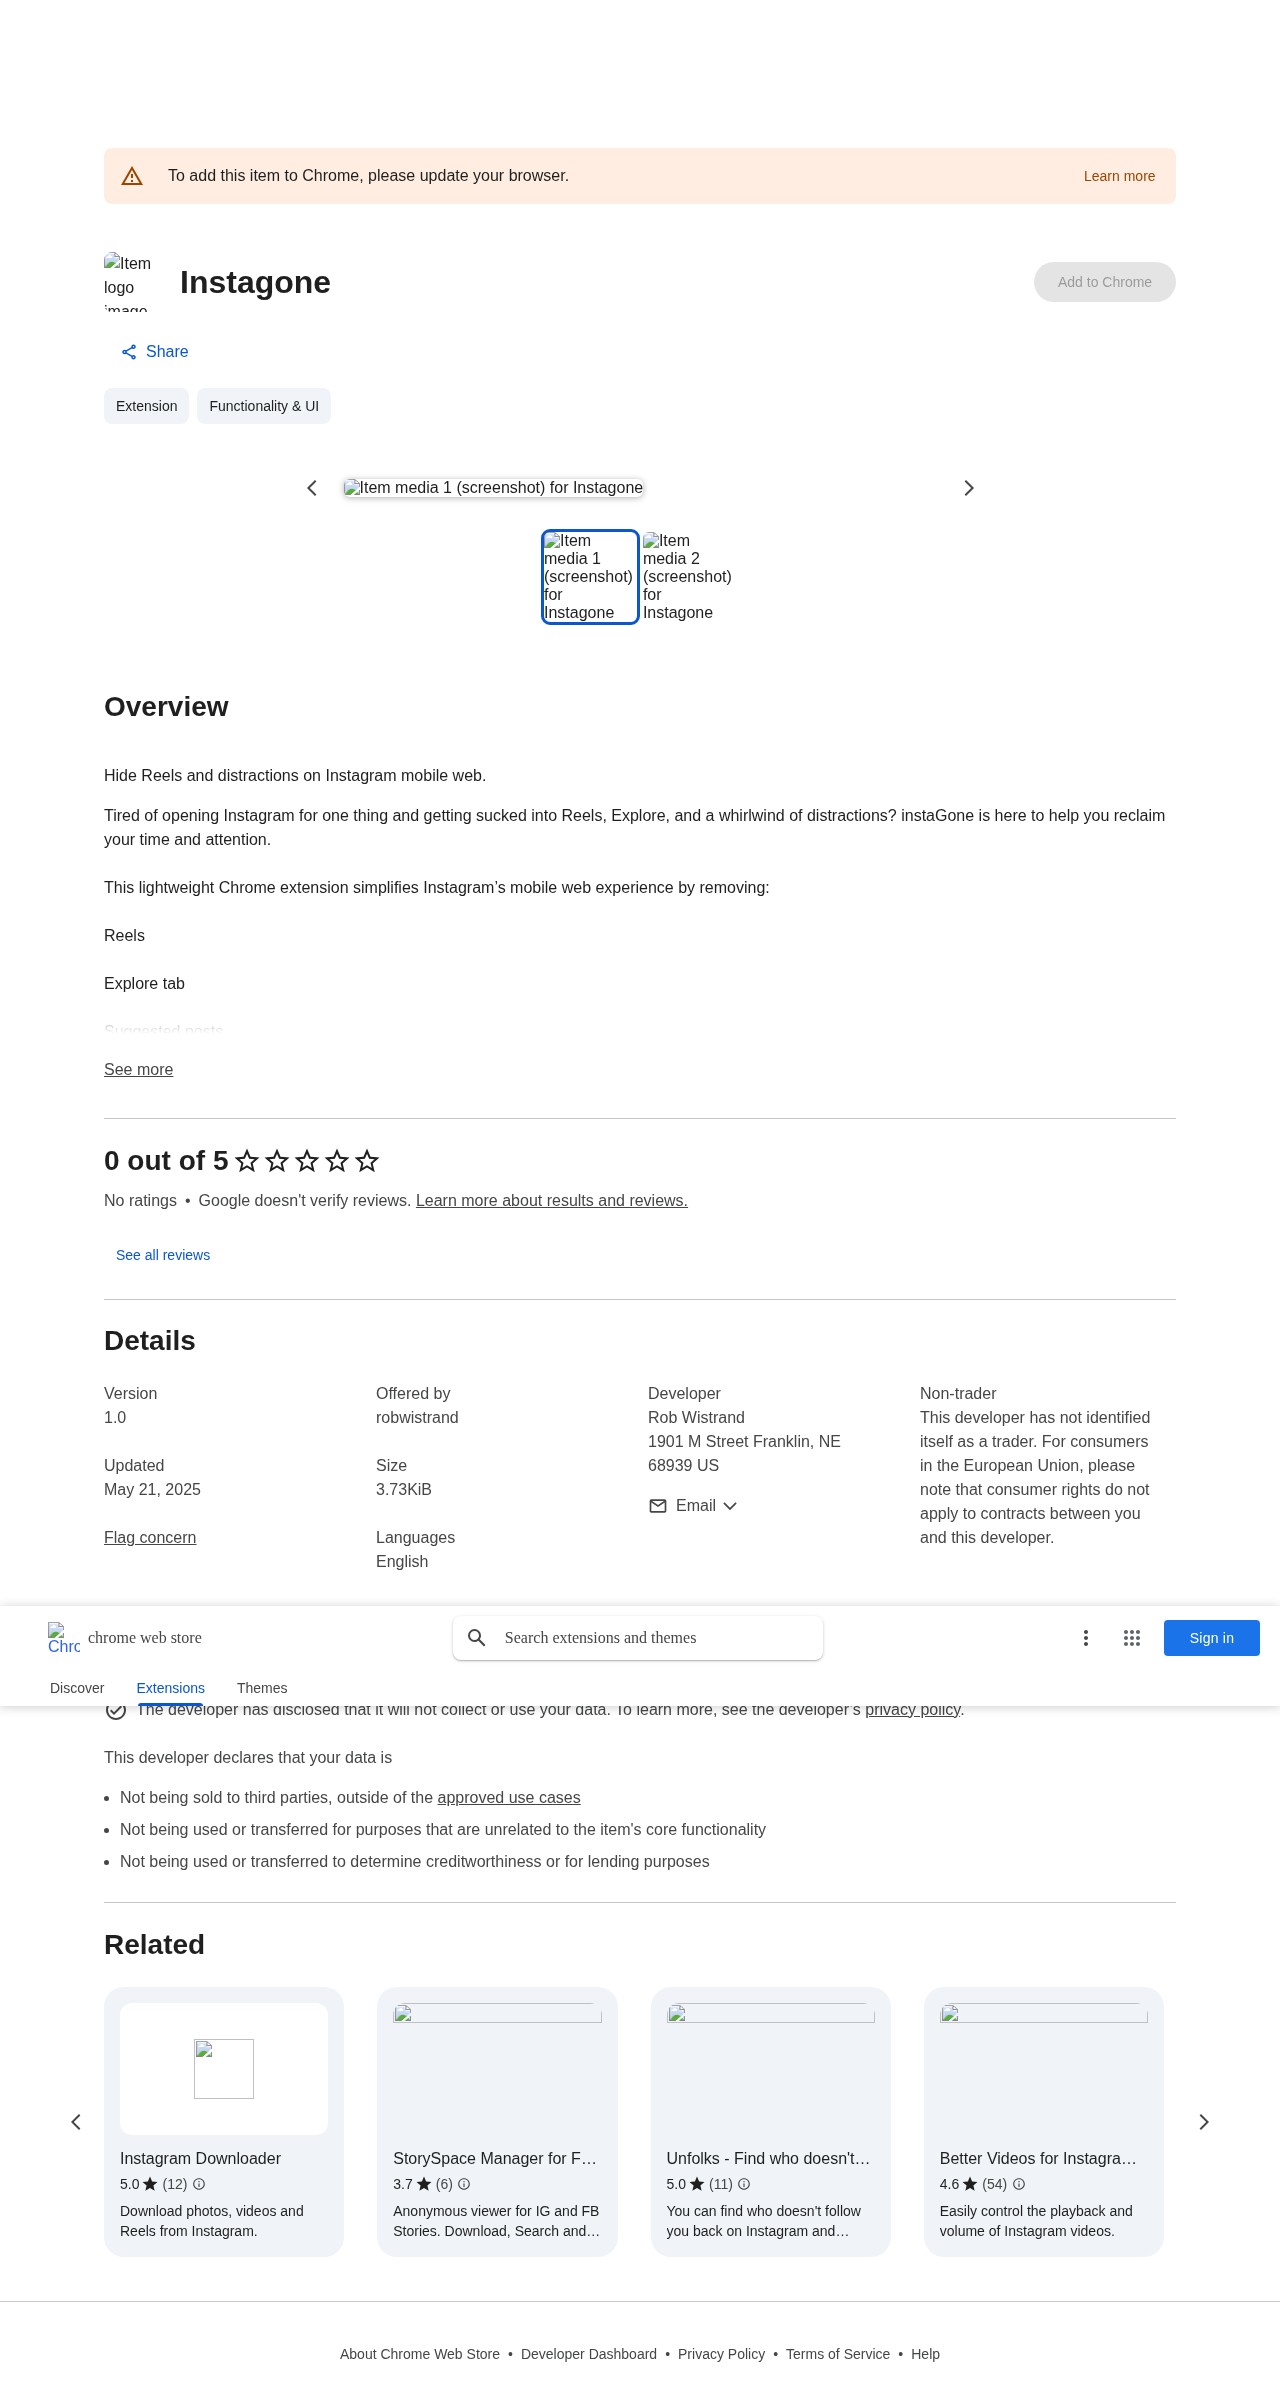 To add this item to Chrome, please update your browser.
Learn more
Item
logo
image
Instagone
Add to Chrome
Share
Extension
Functionality & UI
Item media 1 (screenshot) for Instagone
Item
media 1
(screenshot)
for
Instagone
Item
media 2
(screenshot)
for
Instagone
Overview
Hide Reels and distractions on Instagram mobile web.
Tired of opening Instagram for one thing and getting sucked into Reels, Explore, and a whirlwind of distractions? instaGone is here to help you reclaim
your time and attention.
This lightweight Chrome extension simplifies Instagram’s mobile web experience by removing:
Reels
Explore tab
Suggested posts
See more
0 out of 5
No ratings • Google doesn't verify reviews. Learn more about results and reviews.
See all reviews
Details
Version
1.0
Updated
May 21, 2025
Flag concern
Offered by
robwistrand
Size
3.73KiB
Languages
English
Developer
Rob Wistrand
1901 M Street Franklin, NE
68939 US
Email
Non-trader
This developer has not identified
itself as a trader. For consumers
in the European Union, please
note that consumer rights do not
apply to contracts between you
and this developer.
Chro
chrome web store
Search extensions and themes
Sign in
Discover
Extensions
Themes
The developer has disclosed that it will not collect or use your data. To learn more, see the developer's privacy policy.
This developer declares that your data is
• Not being sold to third parties, outside of the approved use cases
• Not being used or transferred for purposes that are unrelated to the item's core functionality
• Not being used or transferred to determine creditworthiness or for lending purposes
Related
Instagram Downloader
5.0 (12)
Download photos, videos and
Reels from Instagram.
StorySpace Manager for F…
3.7 (6)
Anonymous viewer for IG and FB
Stories. Download, Search and…
Unfolks - Find who doesn't…
5.0 (11)
You can find who doesn't follow
you back on Instagram and…
Better Videos for Instagra…
4.6 (54)
Easily control the playback and
volume of Instagram videos.
About Chrome Web Store • Developer Dashboard • Privacy Policy • Terms of Service • Help